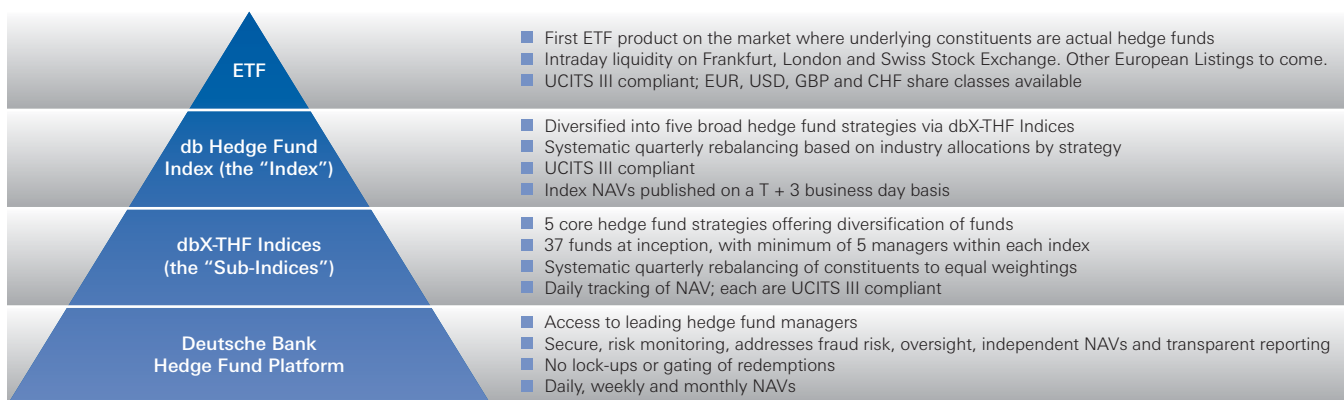 ETF
First ETF product on the market where underlying constituents are actual hedge funds
Intraday liquidity on Frankfurt, London and Swiss Stock Exchange. Other European Listings to come.
UCITS III compliant; EUR, USD, GBP and CHF share classes available
db Hedge Fund
Index (the “Index”)
Diversified into five broad hedge fund strategies via dbX-THF Indices
Systematic quarterly rebalancing based on industry allocations by strategy
UCITS III compliant
Index NAVs published on a T + 3 business day basis
dbX-THF Indices
(the “Sub-Indices”)
5 core hedge fund strategies offering diversification of funds
37 funds at inception, with minimum of 5 managers within each index
Systematic quarterly rebalancing of constituents to equal weightings
Daily tracking of NAV; each are UCITS III compliant
Deutsche Bank
Hedge Fund Platform
Access to leading hedge fund managers
Secure, risk monitoring, addresses fraud risk, oversight, independent NAVs and transparent reporting
No lock-ups or gating of redemptions
Daily, weekly and monthly NAVs